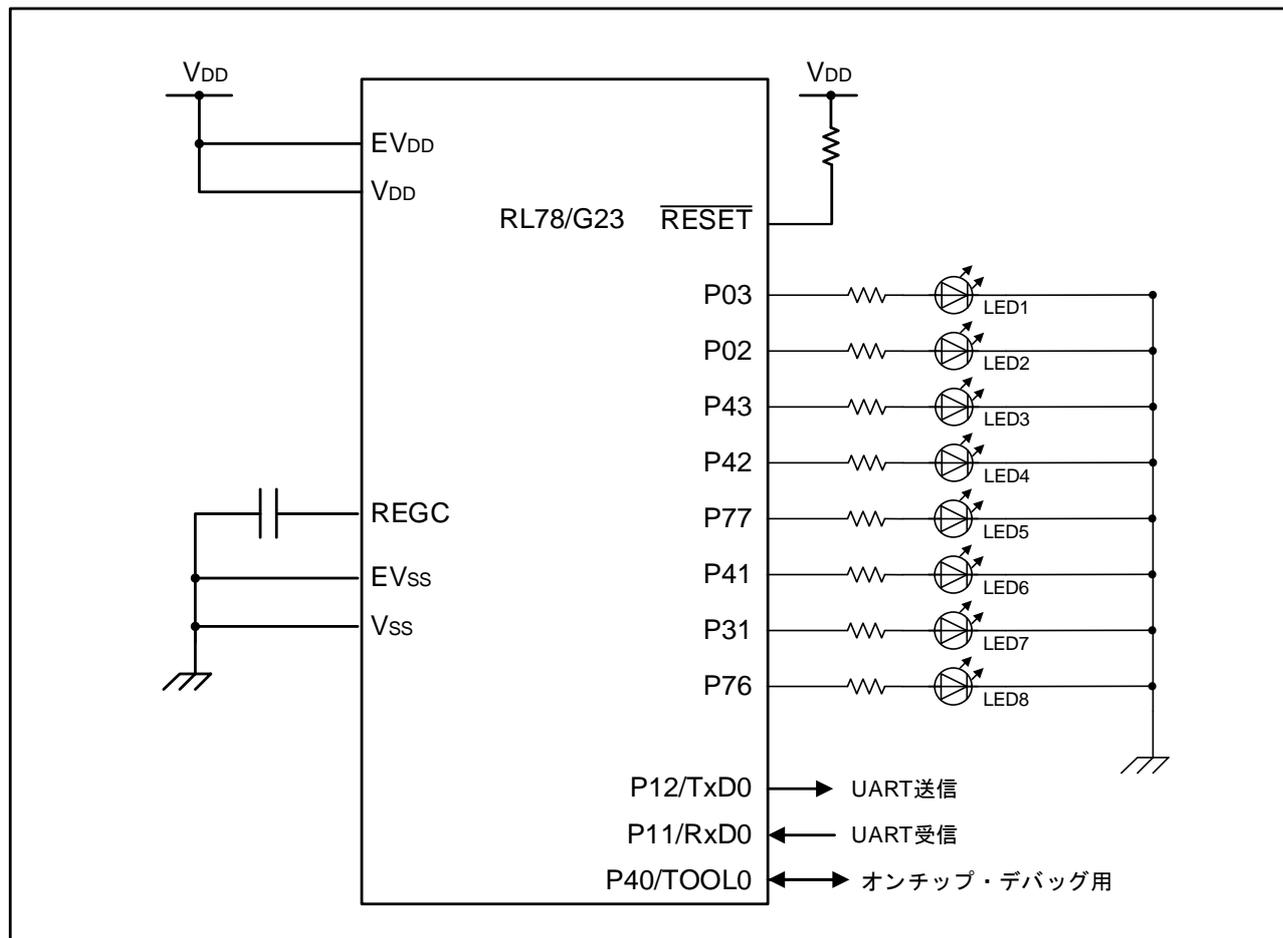 VDD
VDD
EVDD
VDD
RL78/G23
RESET
P03
LED1
P02
LED2
P43
LED3
P42
LED4
REGC
P77
LED5
EVSS
P41
LED6
VSS
P31
LED7
P76
LED8
P12/TxD0
UART送信
P11/RxD0
UART受信
P40/TOOL0
オンチップ・デバッグ用